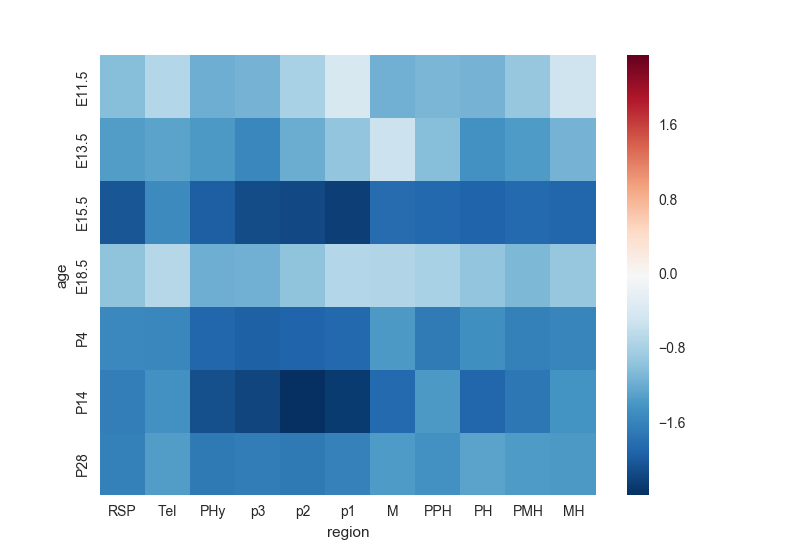 age
E11.5
E13.5
E15.5
E18.5
P4
P14
P28
RSP Tel PHy p3 p2 p1 M PPH PH PMH MH
region
1.6
0.8
0.0
−0.8
−1.6